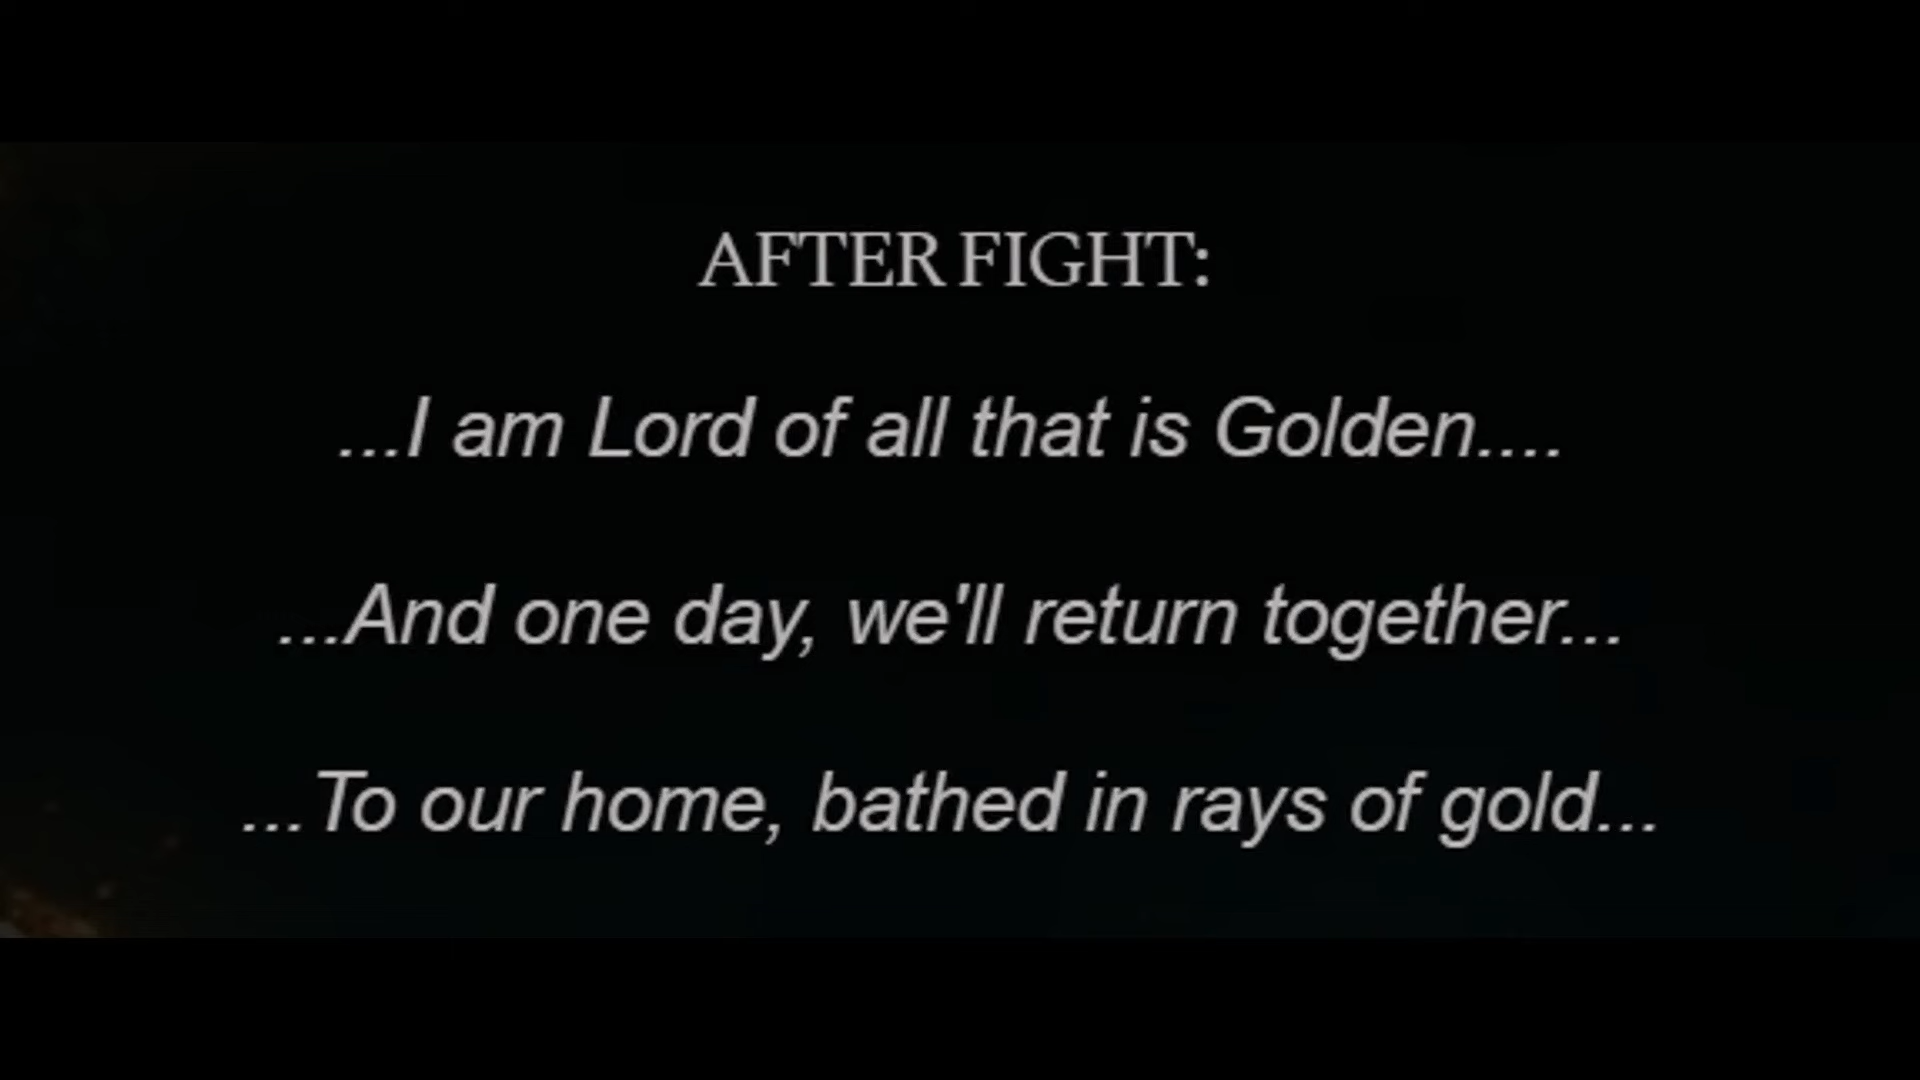 AFTER FIGHT:
...I am Lord of all that is Golden....
...And one day, we'll return together...
...To our home, bathed in rays of gold...